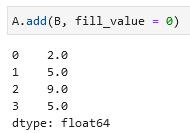 A.add(B, fill_value = 0)
0    2.0
1    5.0
2    9.0
3    5.0
dtype: float64